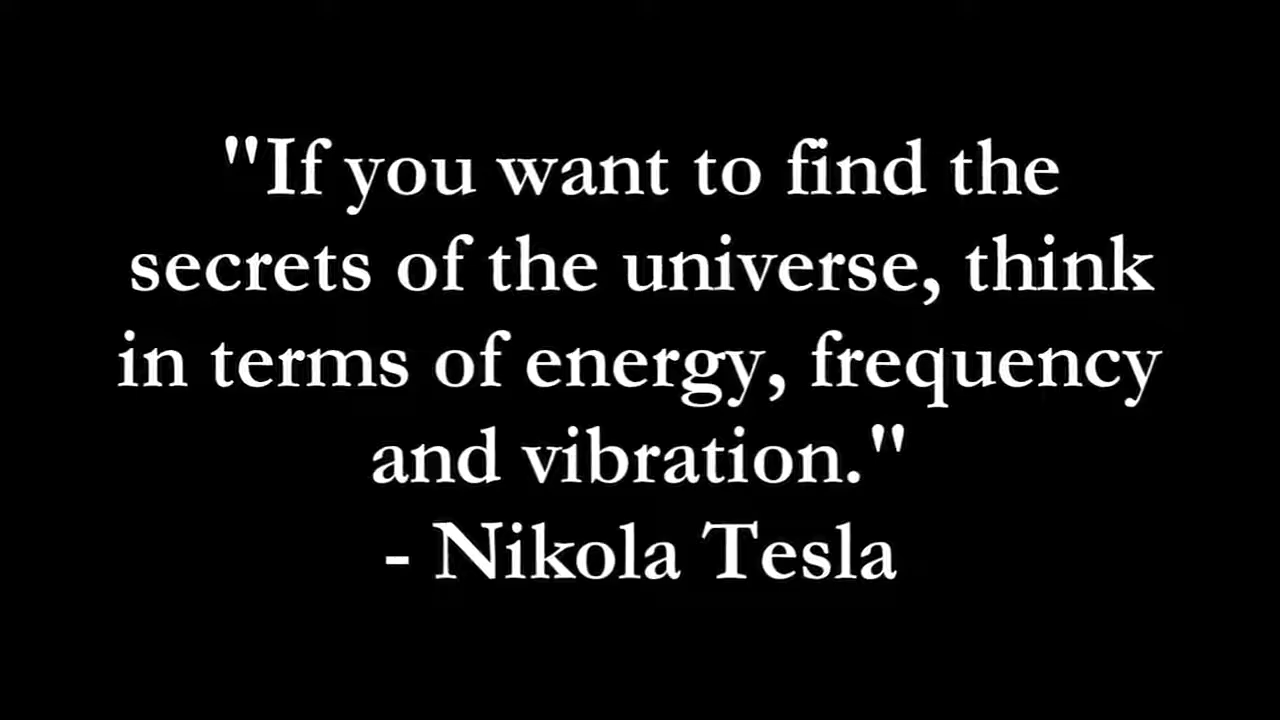 "If you want to find the
secrets of the universe, think
in terms of energy, frequency
and vibration."
- Nikola Tesla